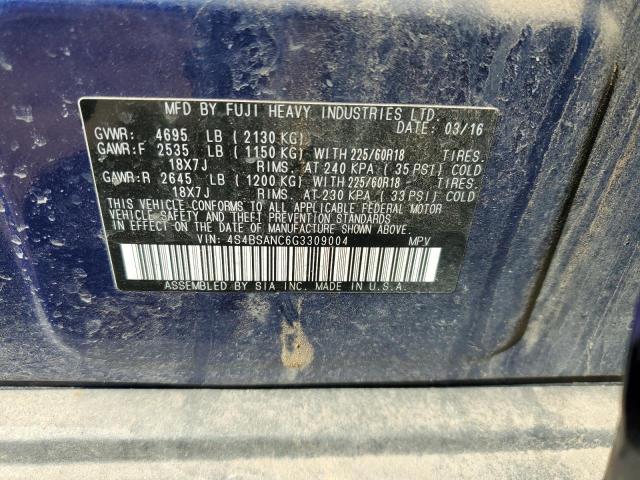 MFD BY FUJI HEAVY INDUSTRIES LTD.
DATE: 03/16
GVWR: 4695 LB ( 2130 KG)
GAWR:F 2535 LB ( 1150 KG) WITH 225/60R18 TIRES.
18X7J RIMS. AT 240 KPA ( 35 PSI) COLD
GAWR:R 2645 LB ( 1200 KG) WITH 225/60R18 TIRES.
18X7J RIMS. AT 230 KPA ( 33 PSI) COLD
THIS VEHICLE CONFORMS TO ALL APPLICABLE FEDERAL MOTOR
VEHICLE SAFETY AND THEFT PREVENTION STANDARDS
IN EFFECT ON THE DATE OF MANUFACTURE SHOWN ABOVE.
VIN: 4S4BSANC6G3309004 MPV
ASSEMBLED BY SIA INC. MADE IN U.S.A.